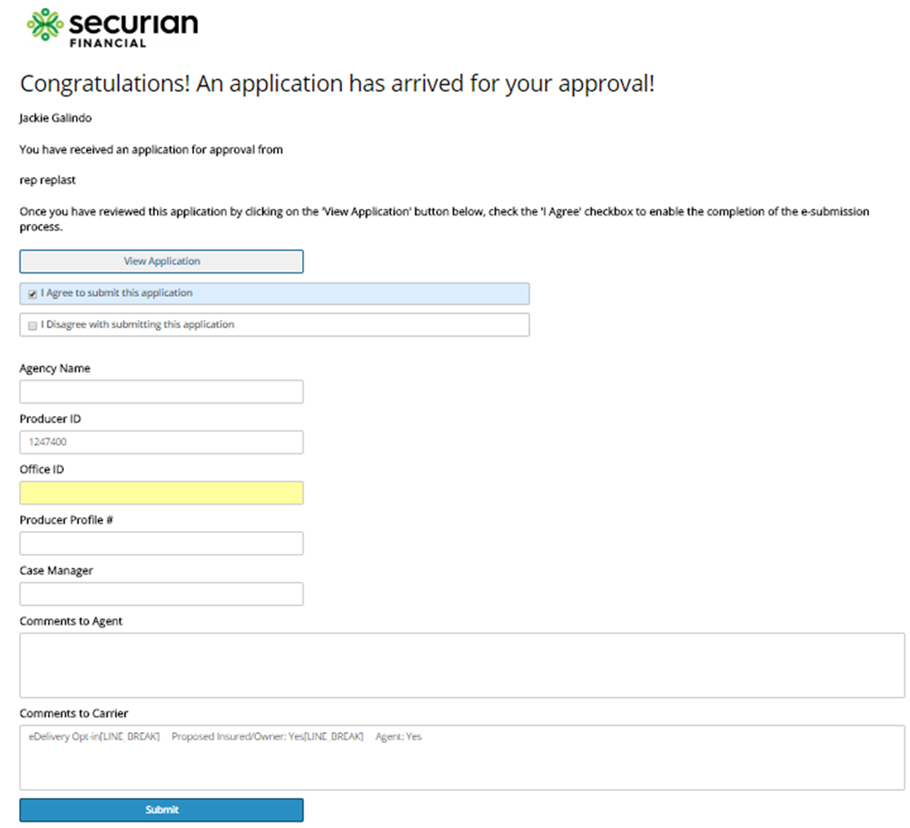 securian
FINANCIAL
Congratulations! An application has arrived for your approval!
Jackie Galindo
You have received an application for approval from
rep replast
Once you have reviewed this application by clicking on the 'View Application' button below, check the 'I Agree' checkbox to enable the completion of the e-submission
process.
View Application
I Agree to submit this application
I Disagree with submitting this application
Agency Name
Producer ID
1247400
Office ID
Producer Profile #
Case Manager
Comments to Agent
Comments to Carrier
eDelivery Opt-in[LINE_BREAK] Proposed Insured/Owner: Yes[LINE_BREAK] Agent: Yes
Submit